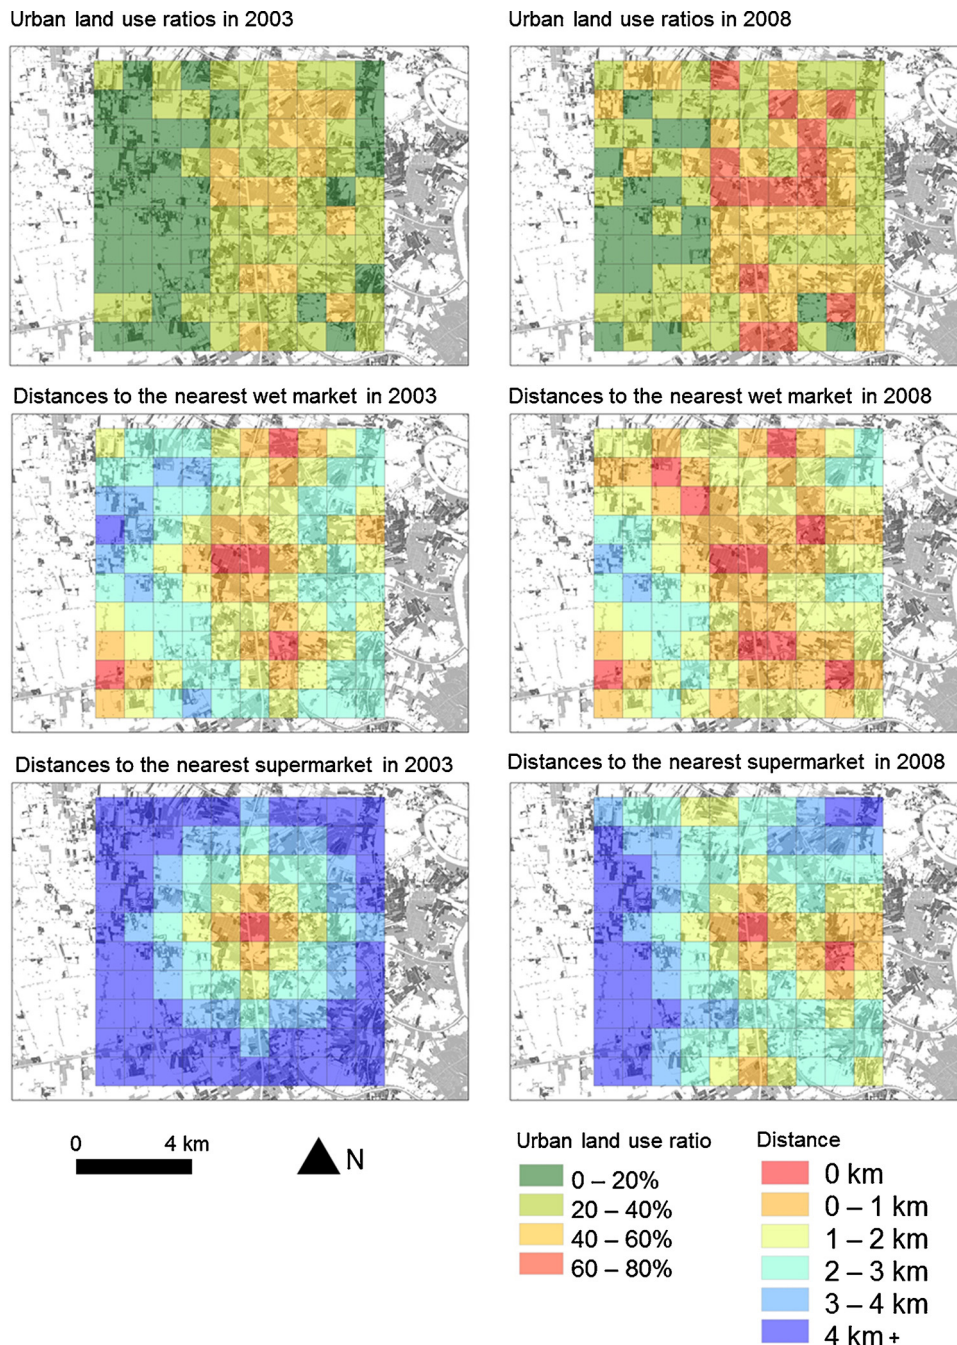 Urban land use ratios in 2003
Urban land use ratios in 2008
Distances to the nearest wet market in 2003
Distances to the nearest wet market in 2008
Distances to the nearest supermarket in 2003
Distances to the nearest supermarket in 2008
0 4 km
N
Urban land use ratio
0 – 20%
20 – 40%
40 – 60%
60 – 80%
Distance
0 km
0 – 1 km
1 – 2 km
2 – 3 km
3 – 4 km
4 km +